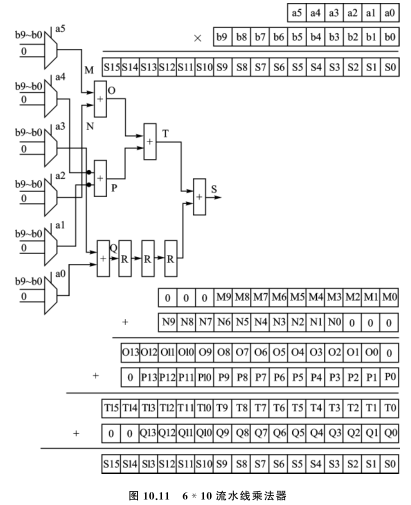 a5 a4 a3 a2 a1 a0
× b9 b8 b7 b6 b5 b4 b3 b2 b1 b0
S15 S14 S13 S12 S11 S10 S9 S8 S7 S6 S5 S4 S3 S2 S1 S0
b9~b0 a5
0
M
b9~b0 a4
0
O
+
b9~b0 a3
0
N
T
+
b9~b0 a2
0
+
P
S
+
b9~b0 a1
0
Q
+ R R R
b9~b0 a0
0
0 0 0 M9 M8 M7 M6 M5 M4 M3 M2 M1 M0
+ N9 N8 N7 N6 N5 N4 N3 N2 N1 N0 0 0 0
O13 O12 O11 O10 O9 O8 O7 O6 O5 O4 O3 O2 O1 O0 0
+ 0 P13 P12 P11 P10 P9 P8 P7 P6 P5 P4 P3 P2 P1 P0
T15 T14 T13 T12 T11 T10 T9 T8 T7 T6 T5 T4 T3 T2 T1 T0
+ 0 0 Q13 Q12 Q11 Q10 Q9 Q8 Q7 Q6 Q5 Q4 Q3 Q2 Q1 Q0
S15 S14 S13 S12 S11 S10 S9 S8 S7 S6 S5 S4 S3 S2 S1 S0
图 10.11 6*10 流水线乘法器